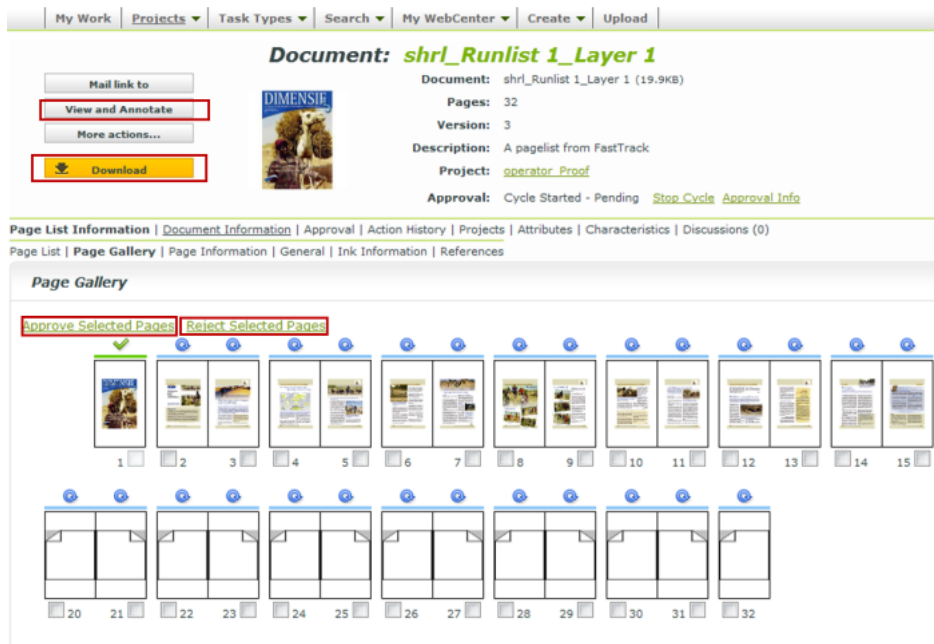 My Work | Projects | Task Types | Search | My WebCenter | Create | Upload
Document: shrl_Runlist 1_Layer 1
Mail link to
View and Annotate
More actions...
Download
DIMENSIE
Document: shrl_Runlist 1_Layer 1 (19.9KB)
Pages: 32
Version: 3
Description: A pagelist from FastTrack
Project: operator_Proof
Approval: Cycle Started - Pending Stop Cycle Approval Info
Page List Information | Document Information | Approval | Action History | Projects | Attributes | Characteristics | Discussions (0)
Page List | Page Gallery | Page Information | General | Ink Information | References
Page Gallery
Approve Selected Pages Reject Selected Pages
DIMENSIE
1 2 3 4 5 6 7 8 9 10 11 12 13 14 15
20 21 22 23 24 25 26 27 28 29 30 31 32